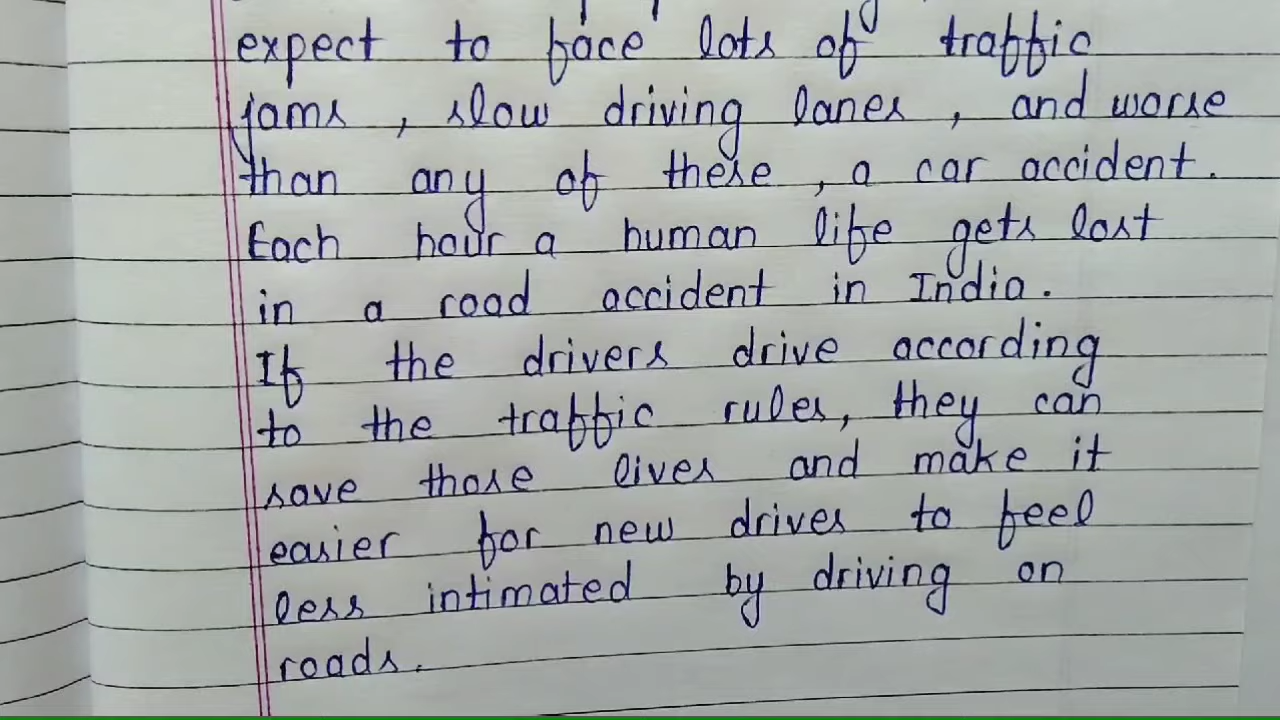 expect to face lots of traffic
jams, slow driving lanes, and worse
than any of these, a car accident.
Each hour a human life gets lost
in a road accident in India.
If the drivers drive according
to the traffic rules, they can
save those lives and make it
easier for new drives to feel
less intimated by driving on
roads.